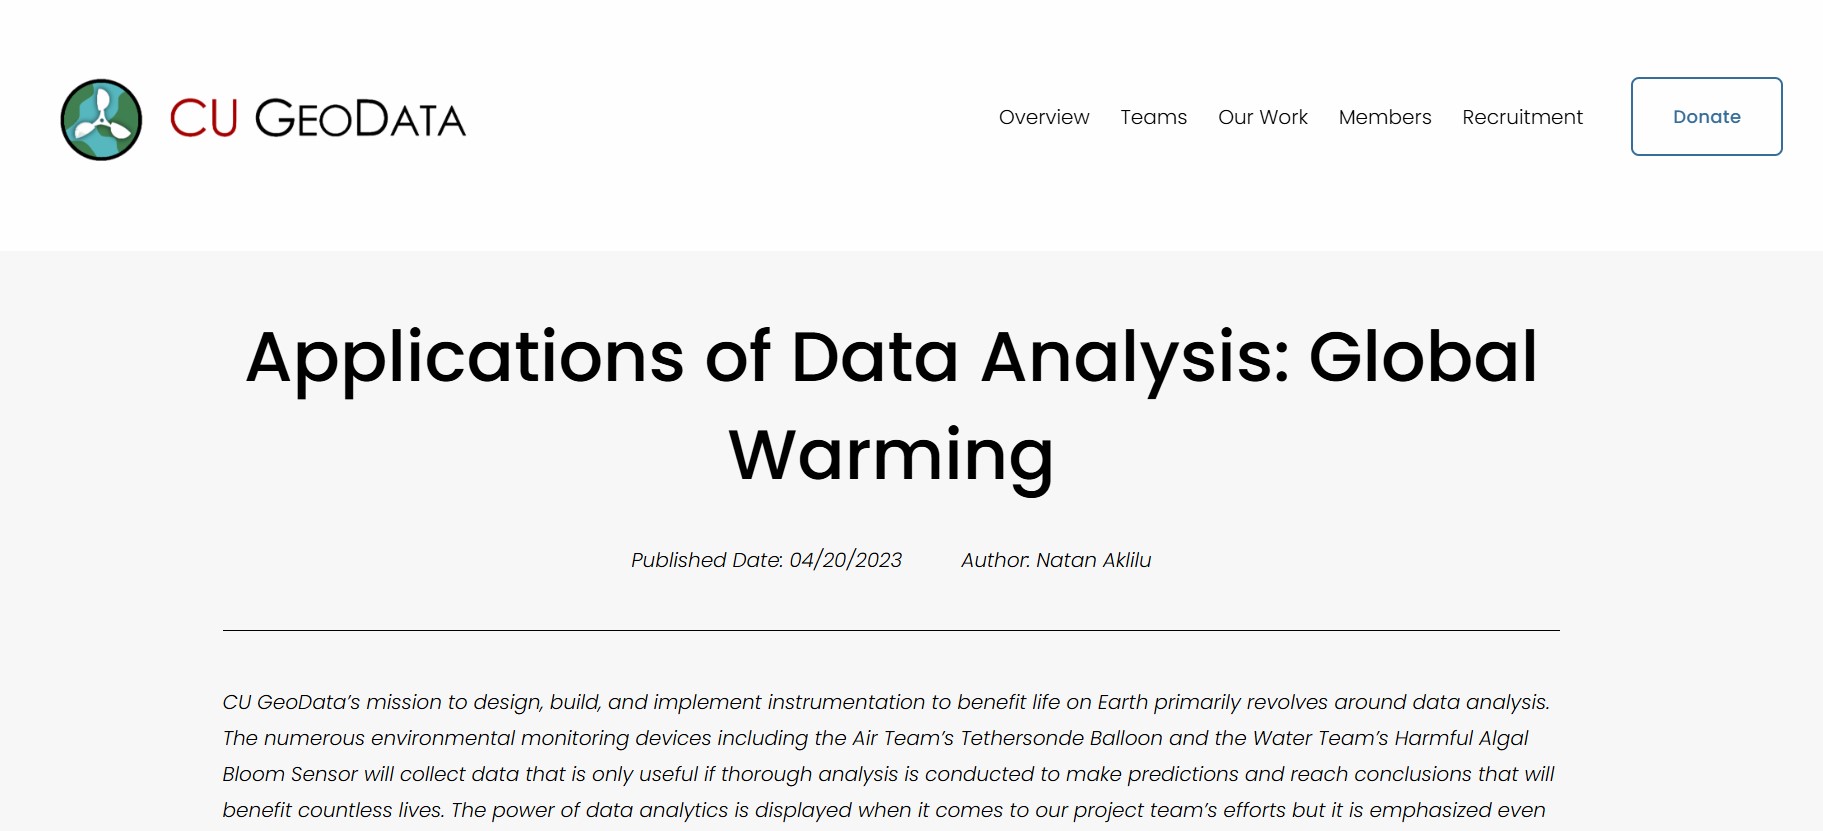 CU GEODATA
Overview Teams Our Work Members Recruitment Donate
Applications of Data Analysis: Global
Warming
Published Date: 04/20/2023 Author: Natan Aklilu
CU GeoData’s mission to design, build, and implement instrumentation to benefit life on Earth primarily revolves around data analysis.
The numerous environmental monitoring devices including the Air Team’s Tethersonde Balloon and the Water Team’s Harmful Algal
Bloom Sensor will collect data that is only useful if thorough analysis is conducted to make predictions and reach conclusions that will
benefit countless lives. The power of data analytics is displayed when it comes to our project team’s efforts but it is emphasized even